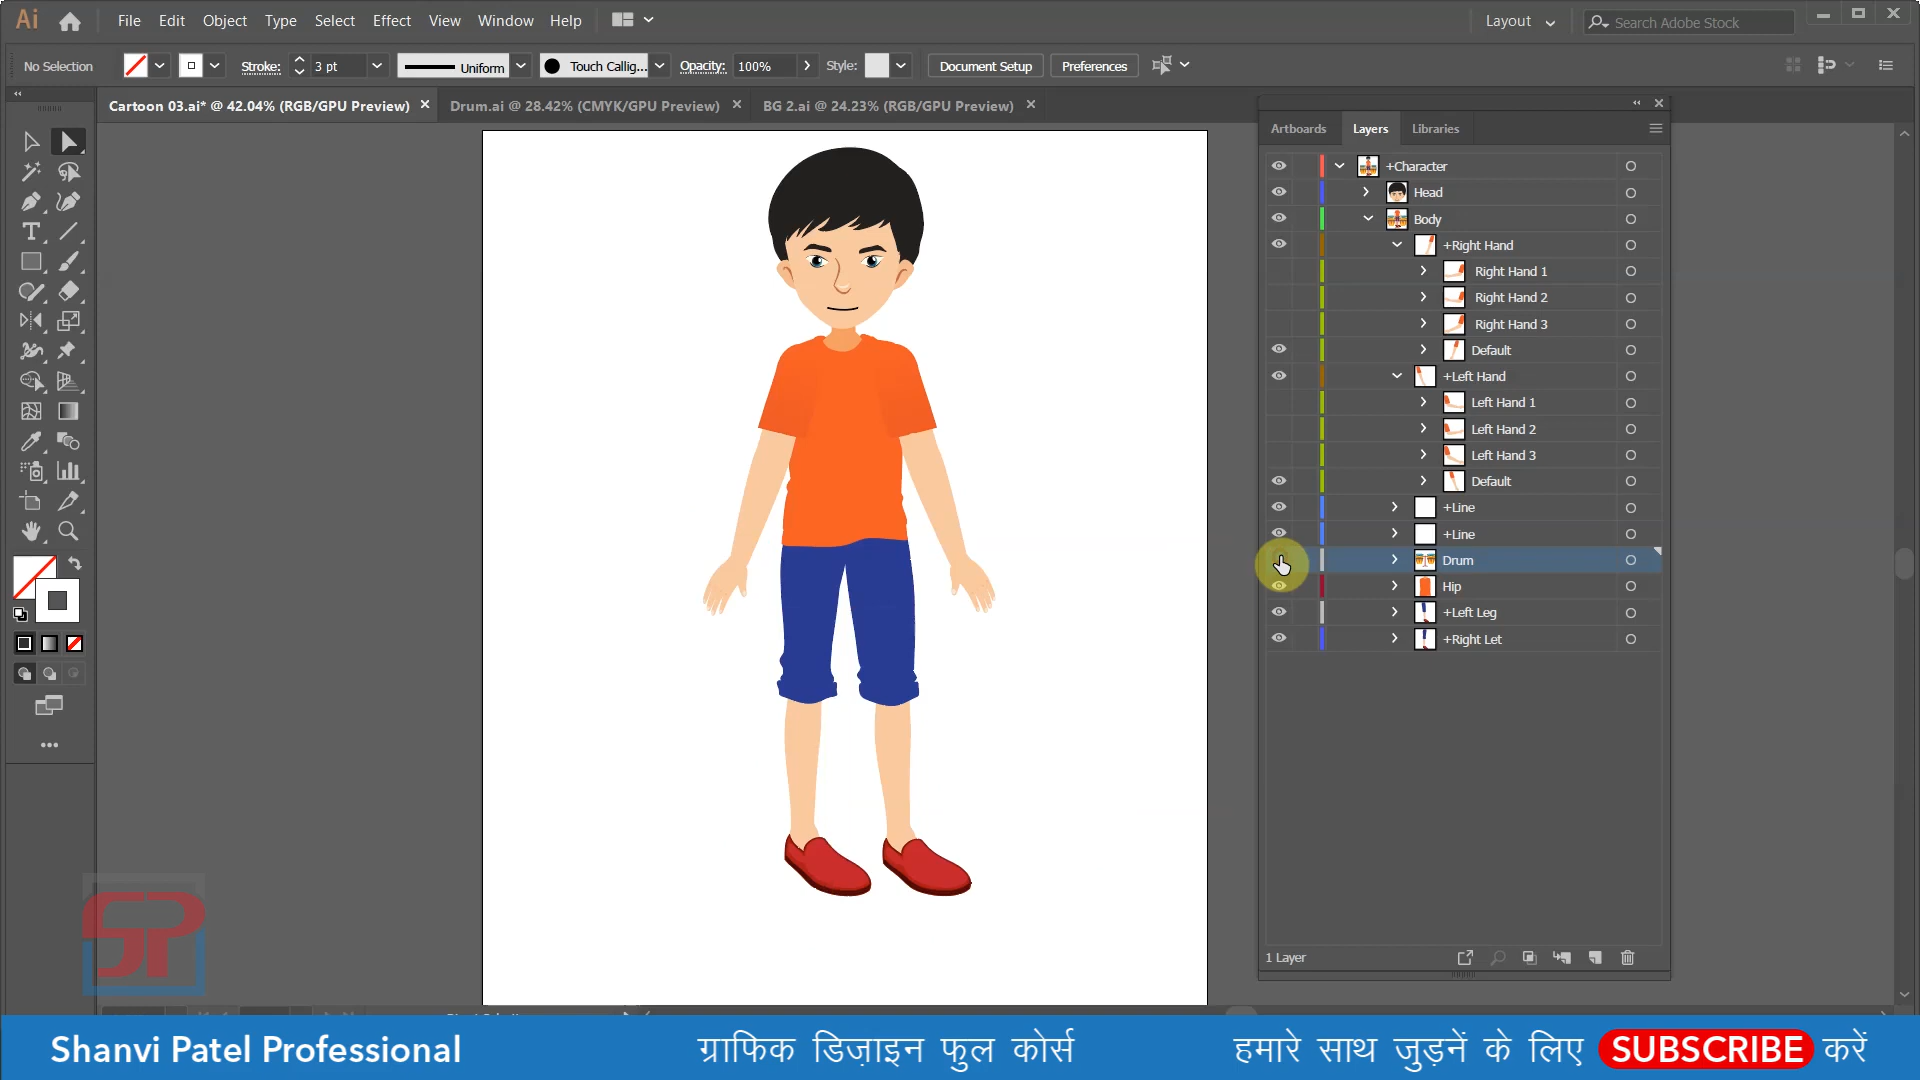 Ai File Edit Object Type Select Effect View Window Help Layout Search Adobe Stock
No Selection Stroke: 3 pt Uniform Touch Callig... Opacity: 100% Style: Document Setup Preferences
Cartoon 03.ai* @ 42.04% (RGB/GPU Preview) Drum.ai @ 28.42% (CMYK/GPU Preview) BG 2.ai @ 24.23% (RGB/GPU Preview)
Artboards Layers Libraries
+Character
Head
Body
+Right Hand
Right Hand 1
Right Hand 2
Right Hand 3
Default
+Left Hand
Left Hand 1
Left Hand 2
Left Hand 3
Default
+Line
+Line
Drum
Hip
+Left Leg
+Right Let
1 Layer
SP
Shanvi Patel Professional ग्राफिक डिज़ाइन फुल कोर्स हमारे साथ जुड़नें के लिए SUBSCRIBE करें